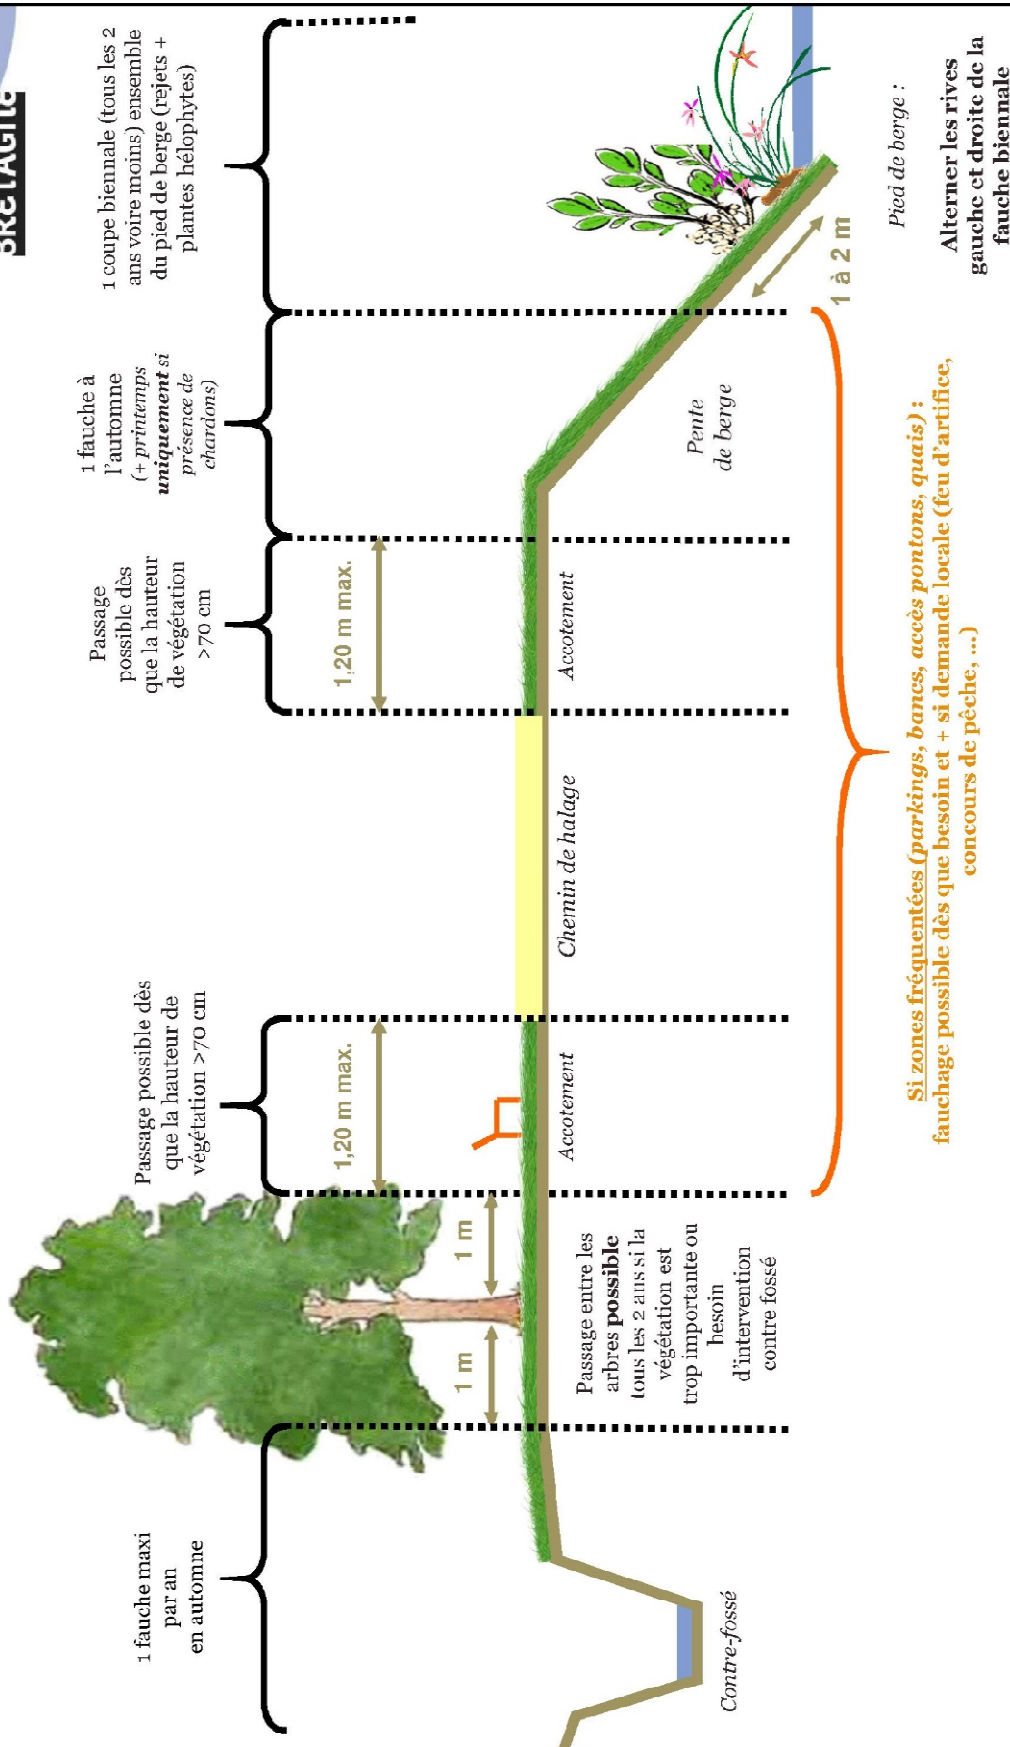 BRETAGNE
1 fauche maxi
par an
en automne
Passage possible dès
que la hauteur de
végétation >70 cm
Passage
possible dès
que la hauteur
de végétation
>70 cm
1 fauche à
l'automne
(+ printemps
uniquement si
présence de
chardons)
1 coupe biennale (tous les 2
ans voire moins) ensemble
du pied de berge (rejets +
plantes hélophytes)
1 m
1 m
1,20 m max.
1,20 m max.
1 à 2 m
Contre-fossé
Passage entre les
arbres possible
tous les 2 ans si la
végétation est
trop importante ou
besoin
d'intervention
contre fossé
Accotement
Chemin de halage
Accotement
Pente
de berge
Pied de berge :
Alterner les rives
gauche et droite de la
fauche biennale
Si zones fréquentées (parkings, bancs, accès pontons, quais) :
fauchage possible dès que besoin et + si demande locale (feu d'artifice,
concours de pêche, ...)